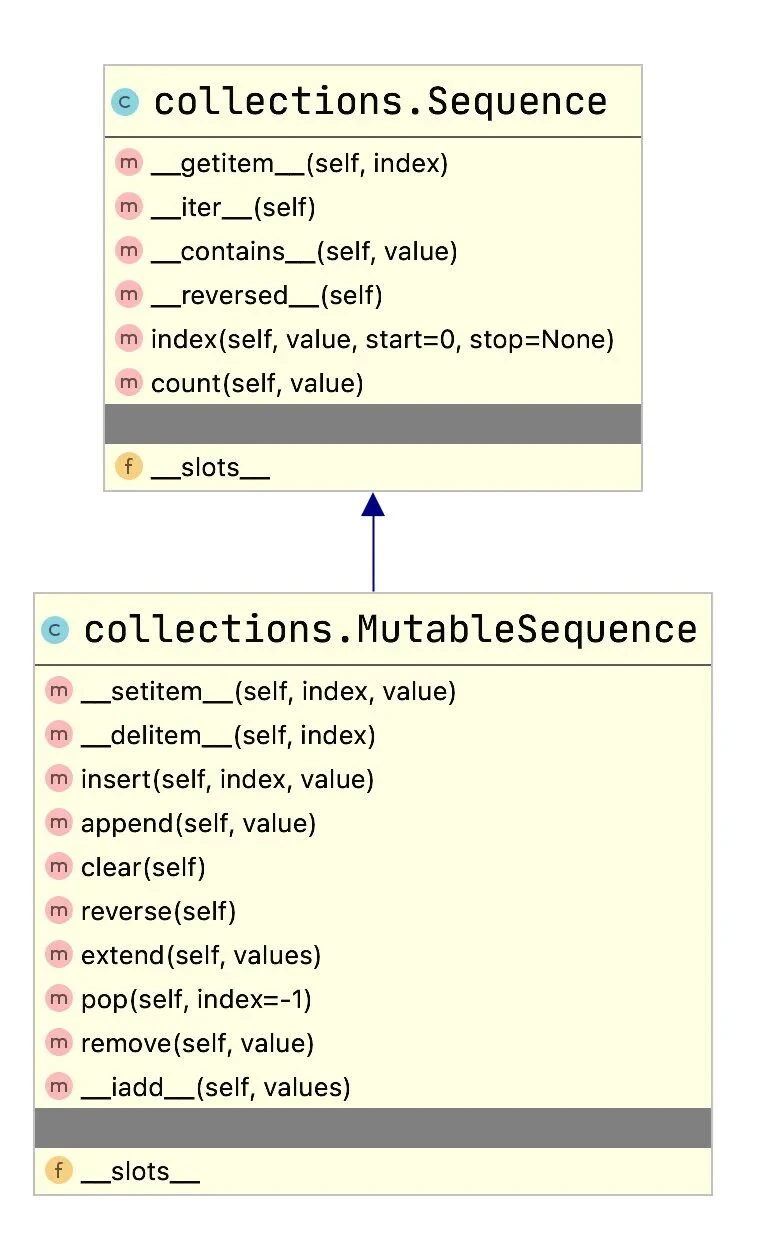 c collections.Sequence
m __getitem__(self, index)
m __iter__(self)
m __contains__(self, value)
m __reversed__(self)
m index(self, value, start=0, stop=None)
m count(self, value)
f __slots__
c collections.MutableSequence
m __setitem__(self, index, value)
m __delitem__(self, index)
m insert(self, index, value)
m append(self, value)
m clear(self)
m reverse(self)
m extend(self, values)
m pop(self, index=-1)
m remove(self, value)
m __iadd__(self, values)
f __slots__